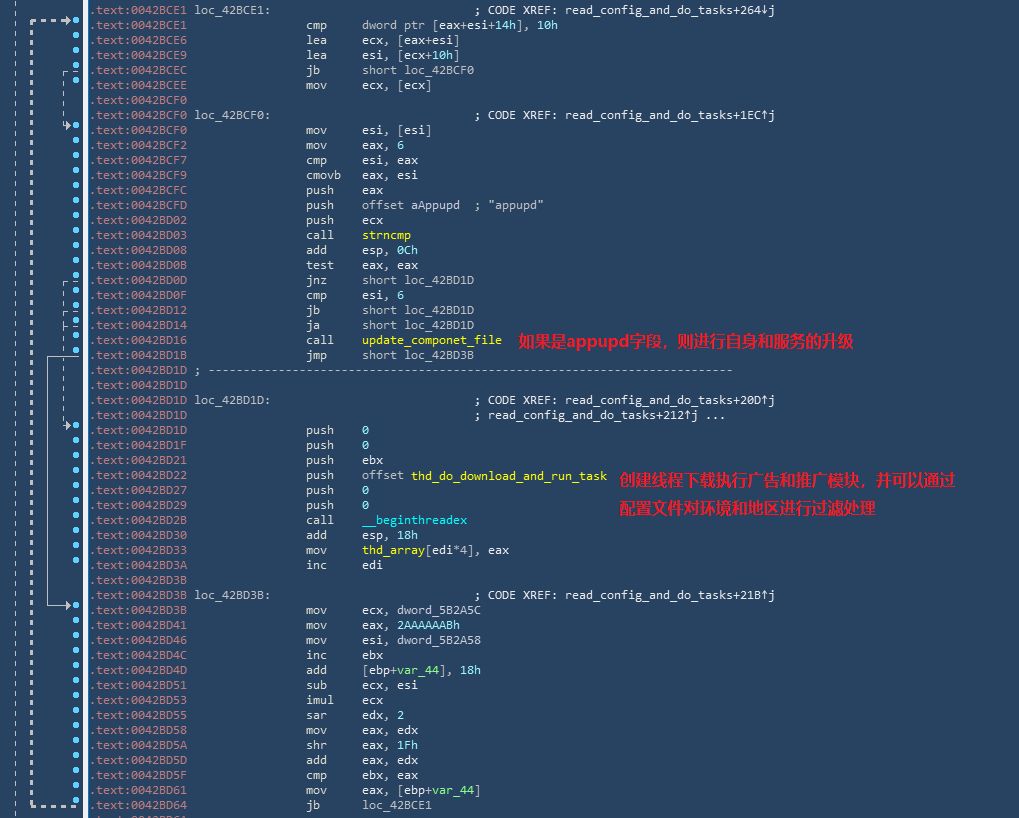 .text:0042BCE1 loc_42BCE1: ; CODE XREF: read_config_and_do_tasks+264↓j
.text:0042BCE1 cmp dword ptr [eax+esi+14h], 10h
.text:0042BCE6 lea ecx, [eax+esi]
.text:0042BCE9 lea esi, [ecx+10h]
.text:0042BCEC jb short loc_42BCF0
.text:0042BCEE mov ecx, [ecx]
.text:0042BCF0
.text:0042BCF0 loc_42BCF0: ; CODE XREF: read_config_and_do_tasks+1EC↑j
.text:0042BCF0 mov esi, [esi]
.text:0042BCF2 mov eax, 6
.text:0042BCF7 cmp esi, eax
.text:0042BCF9 cmovb eax, esi
.text:0042BCFC push eax
.text:0042BCFD push offset aAppupd ; "appupd"
.text:0042BD02 push ecx
.text:0042BD03 call strncmp
.text:0042BD08 add esp, 0Ch
.text:0042BD0B test eax, eax
.text:0042BD0D jnz short loc_42BD1D
.text:0042BD0F cmp esi, 6
.text:0042BD12 jb short loc_42BD1D
.text:0042BD14 ja short loc_42BD1D
.text:0042BD16 call update_componet_file 如果是appupd字段，则进行自身和服务的升级
.text:0042BD1B jmp short loc_42BD3B
.text:0042BD1D ; ---------------------------------------------------------------------------
.text:0042BD1D
.text:0042BD1D loc_42BD1D: ; CODE XREF: read_config_and_do_tasks+20D↑j
.text:0042BD1D ; read_config_and_do_tasks+212↑j ...
.text:0042BD1D push 0
.text:0042BD1F push 0
.text:0042BD21 push ebx
.text:0042BD22 push offset thd_do_download_and_run_task 创建线程下载执行广告和推广模块，并可以通过
.text:0042BD27 push 0
.text:0042BD29 push 0 配置文件对环境和地区进行过滤处理
.text:0042BD2B call __beginthreadex
.text:0042BD30 add esp, 18h
.text:0042BD33 mov thd_array[edi*4], eax
.text:0042BD3A inc edi
.text:0042BD3B
.text:0042BD3B loc_42BD3B: ; CODE XREF: read_config_and_do_tasks+21B↑j
.text:0042BD3B mov ecx, dword_5B2A5C
.text:0042BD41 mov eax, 2AAAAAABh
.text:0042BD46 mov esi, dword_5B2A58
.text:0042BD4C inc ebx
.text:0042BD4D add [ebp+var_44], 18h
.text:0042BD51 sub ecx, esi
.text:0042BD53 imul ecx
.text:0042BD55 sar edx, 2
.text:0042BD58 mov eax, edx
.text:0042BD5A shr eax, 1Fh
.text:0042BD5D add eax, edx
.text:0042BD5F cmp ebx, eax
.text:0042BD61 mov eax, [ebp+var_44]
.text:0042BD64 jb loc_42BCE1